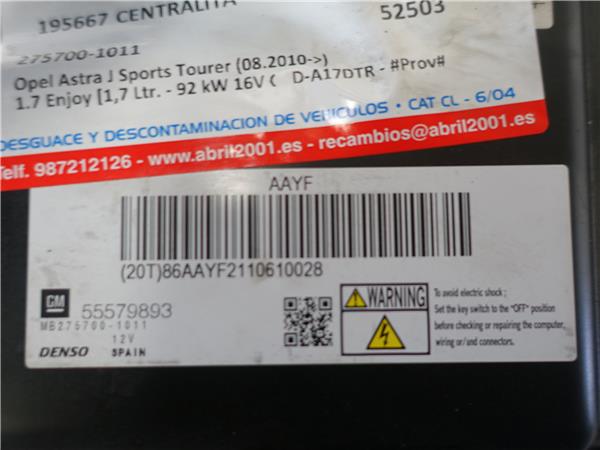 195667 CENTRALITA
52503
275700-1011
Opel Astra J Sports Tourer (08.2010->)
1.7 Enjoy [1,7 Ltr. - 92 kW 16V ( D-A17DTR - #Prov#
DESGUACE Y DESCONTAMINACION DE VEHICULOS · CAT CL - 6/04
Telf. 987212126 - www.abril2001.es - recambios@abril2001.es
AAYF
(20T)86AAYF2110610028
GM
55579893
MB275700-1011
12V
DENSO SPAIN
WARNING
To avoid electric shock ;
Set the key switch to the "OFF" position
before checking or repairing the computer,
wiring or/und connectors.